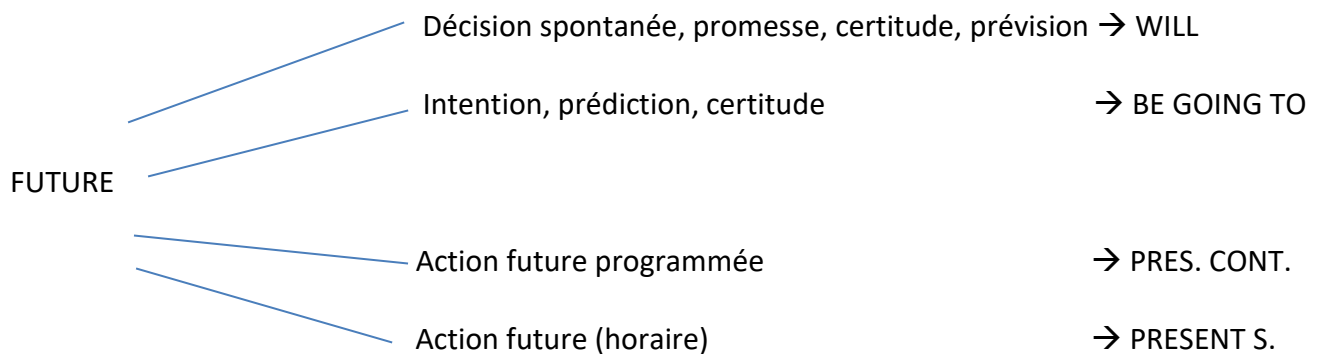 Décision spontanée, promesse, certitude, prévision → WILL
Intention, prédiction, certitude → BE GOING TO
FUTURE
Action future programmée → PRES. CONT.
Action future (horaire) → PRESENT S.